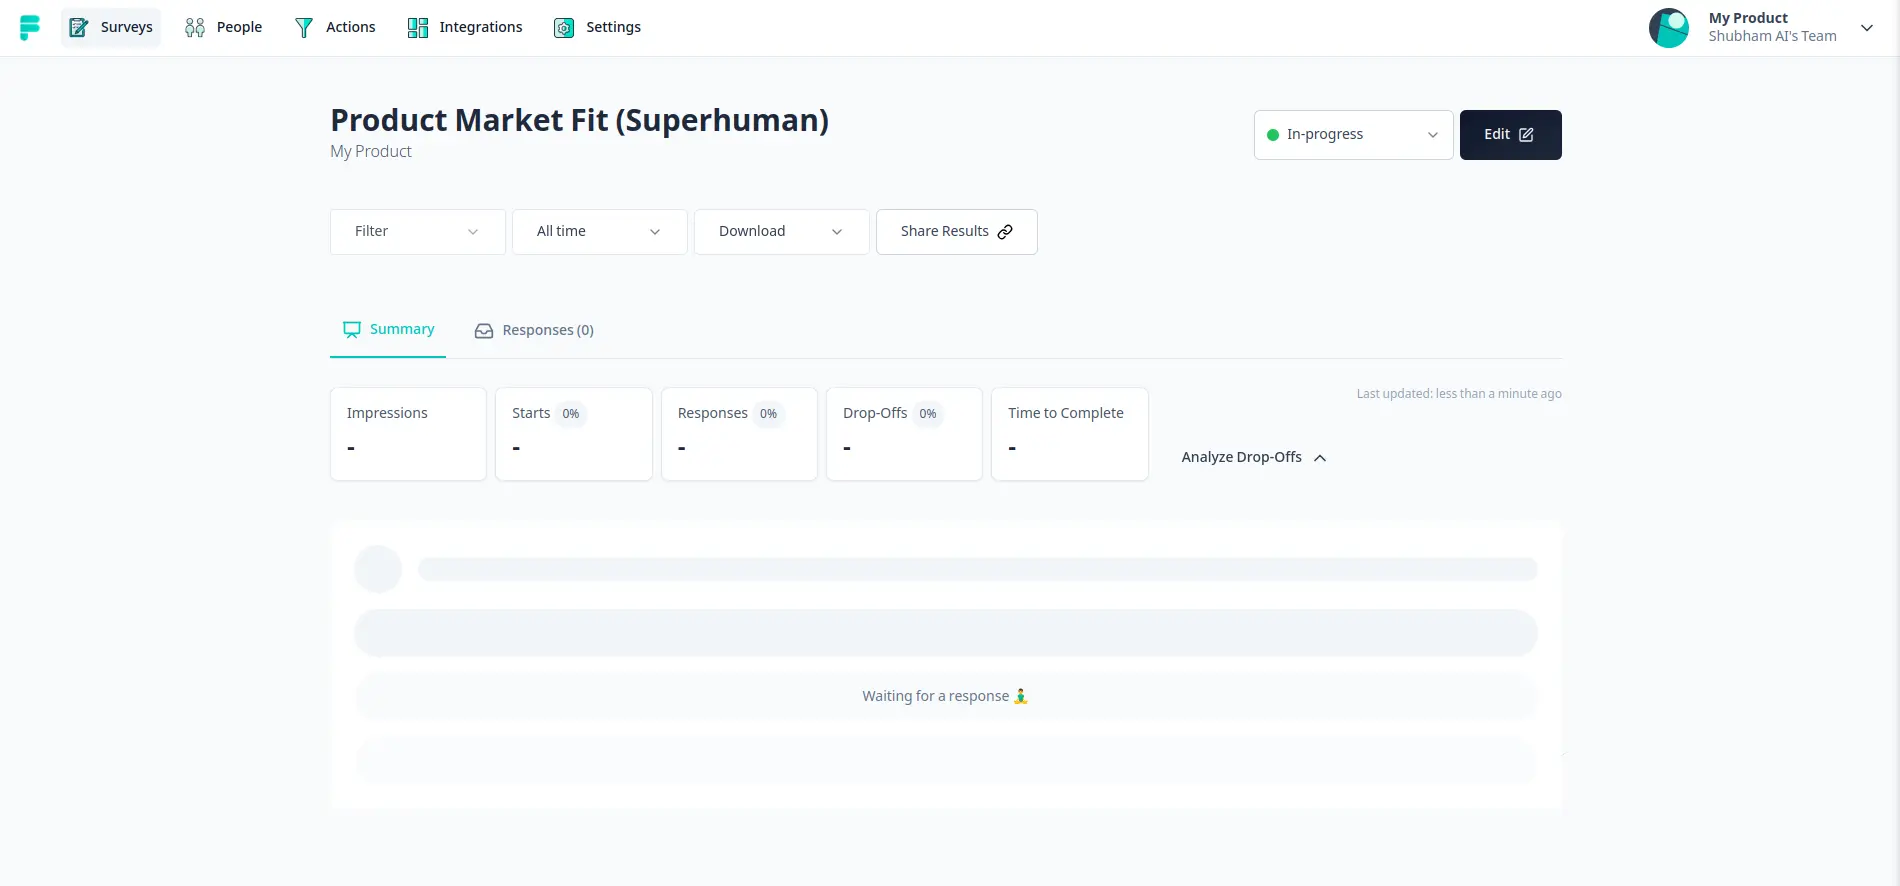 Surveys
People
Actions
Integrations
Settings
My Product
Shubham AI's Team
Product Market Fit (Superhuman)
My Product
In-progress
Edit
Filter
All time
Download
Share Results
Summary
Responses (0)
Last updated: less than a minute ago
Impressions
-
Starts 0%
-
Responses 0%
-
Drop-Offs 0%
-
Time to Complete
-
Analyze Drop-Offs
Waiting for a response 🧘‍♂️